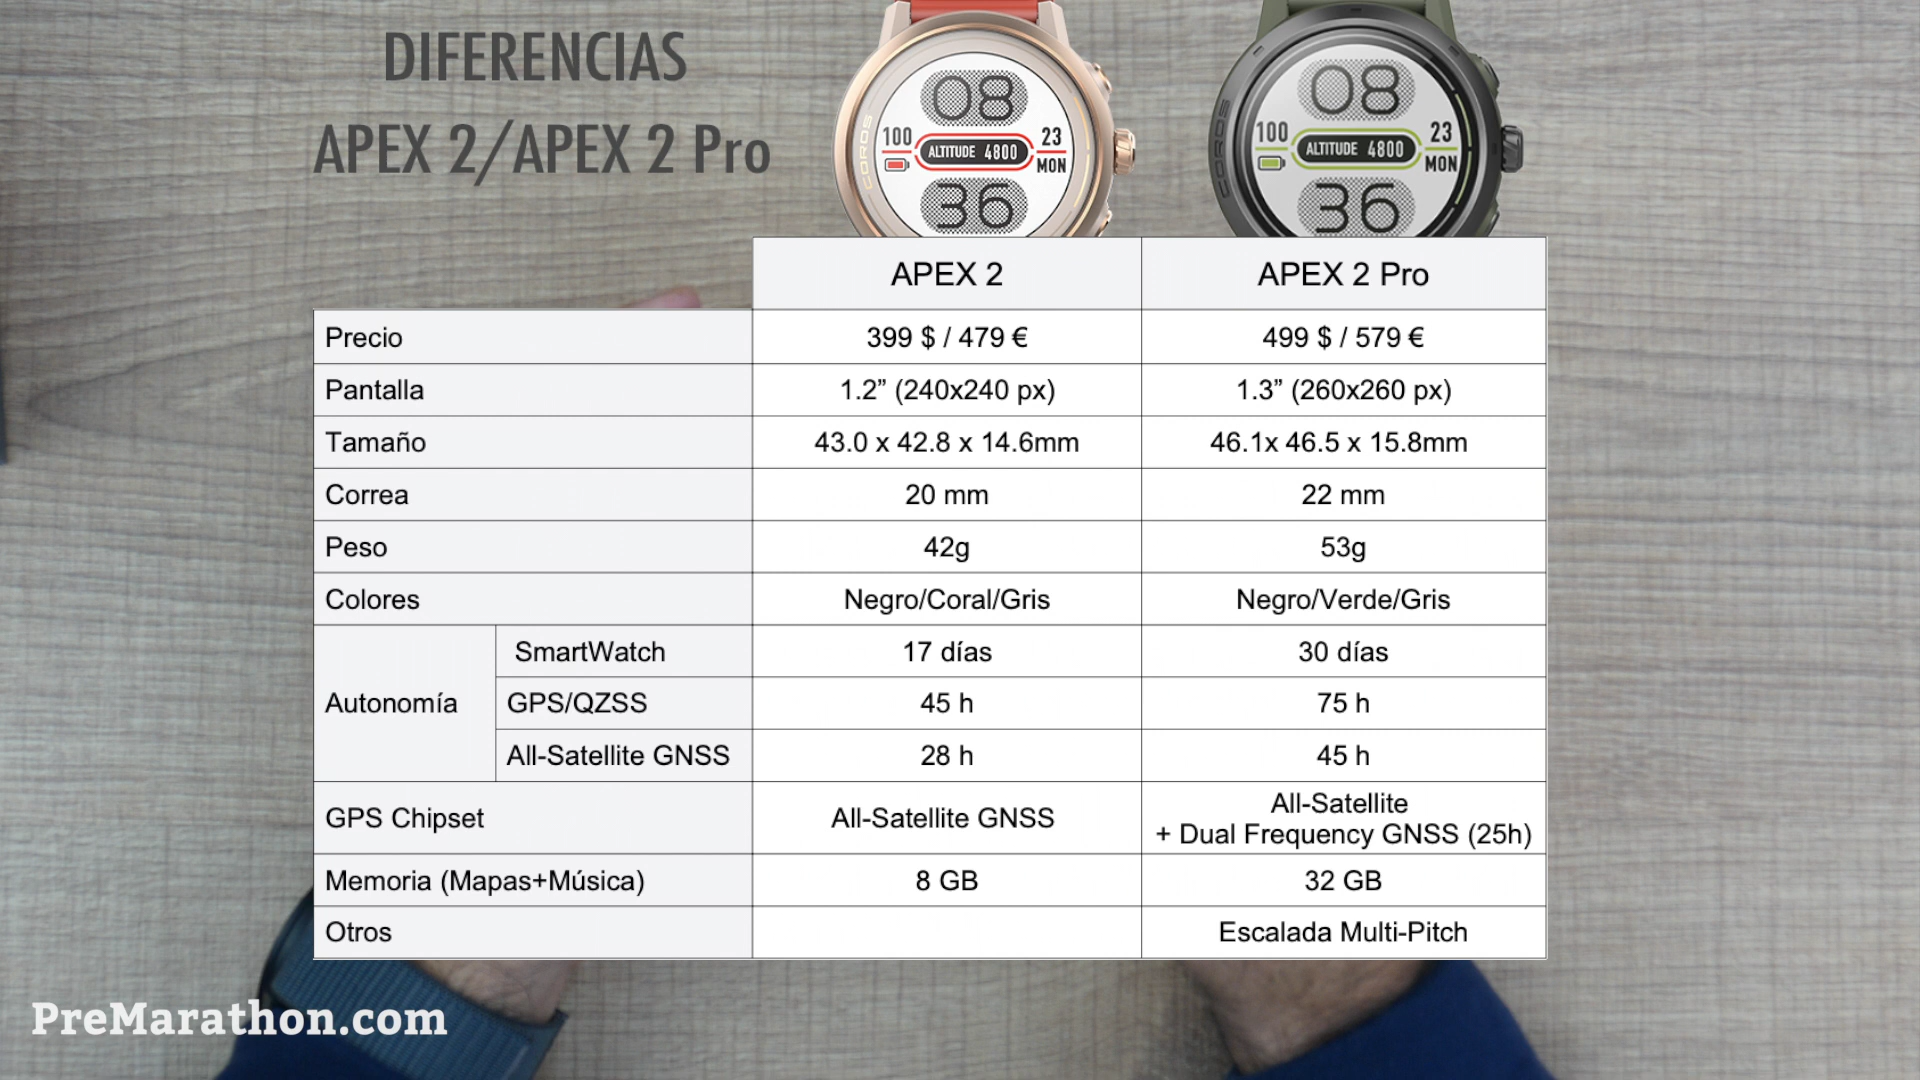 DIFERENCIAS
APEX 2/APEX 2 Pro
COROS
08
100 23
ALTITUDE 4800
MON
36
COROS
08
100 23
ALTITUDE 4800
MON
36
APEX 2 APEX 2 Pro
Precio 399 $ / 479 € 499 $ / 579 €
Pantalla 1.2” (240x240 px) 1.3” (260x260 px)
Tamaño 43.0 x 42.8 x 14.6mm 46.1x 46.5 x 15.8mm
Correa 20 mm 22 mm
Peso 42g 53g
Colores Negro/Coral/Gris Negro/Verde/Gris
Autonomía
SmartWatch 17 días 30 días
GPS/QZSS 45 h 75 h
All-Satellite GNSS 28 h 45 h
GPS Chipset All-Satellite GNSS All-Satellite
+ Dual Frequency GNSS (25h)
Memoria (Mapas+Música) 8 GB 32 GB
Otros Escalada Multi-Pitch
PreMarathon.com